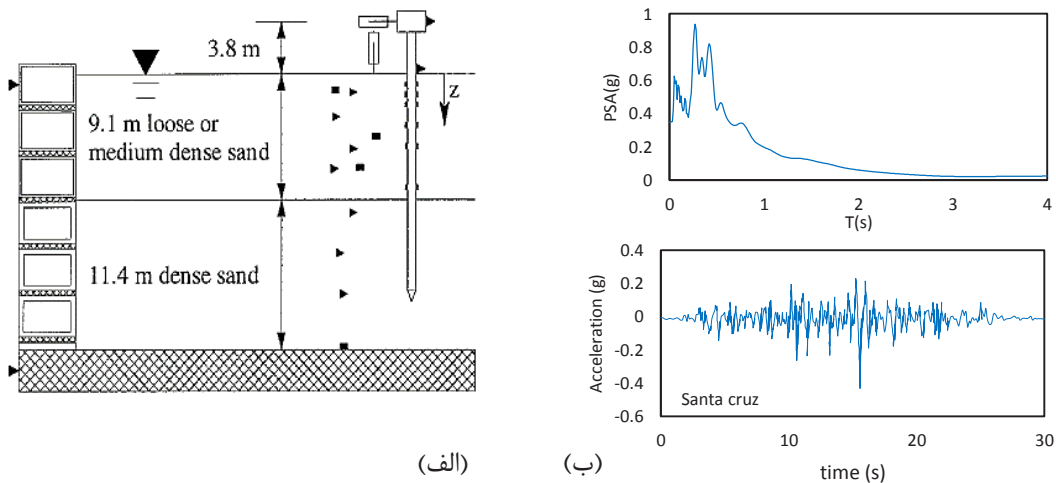 3.8 m
z
9.1 m loose or
medium dense sand
11.4 m dense sand
(الف)
PSA(g)
1
0.8
0.6
0.4
0.2
0
0 1 2 3 4
T(s)
Acceleration (g)
0.4
0.2
0
-0.2
-0.4
-0.6
Santa cruz
0 10 20 30
time (s)
(ب)